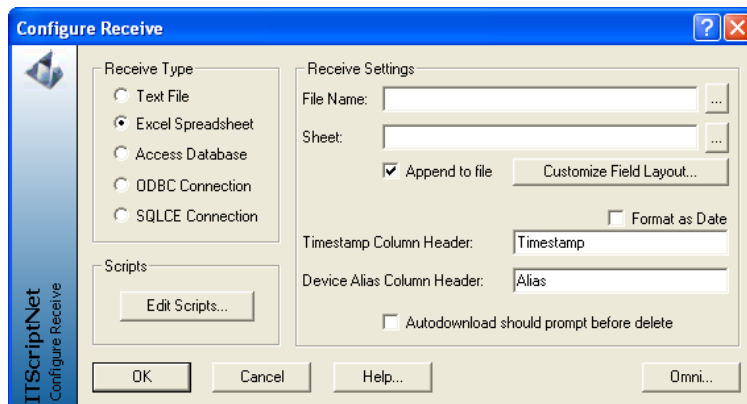 Configure Receive
Receive Type
Text File
Excel Spreadsheet
Access Database
ODBC Connection
SQLCE Connection
Scripts
Edit Scripts...
Receive Settings
File Name:
...
Sheet:
...
Append to file
Customize Field Layout...
Format as Date
Timestamp Column Header: Timestamp
Device Alias Column Header: Alias
Autodownload should prompt before delete
OK Cancel Help... Omni...
ITScriptNet
Configure Receive